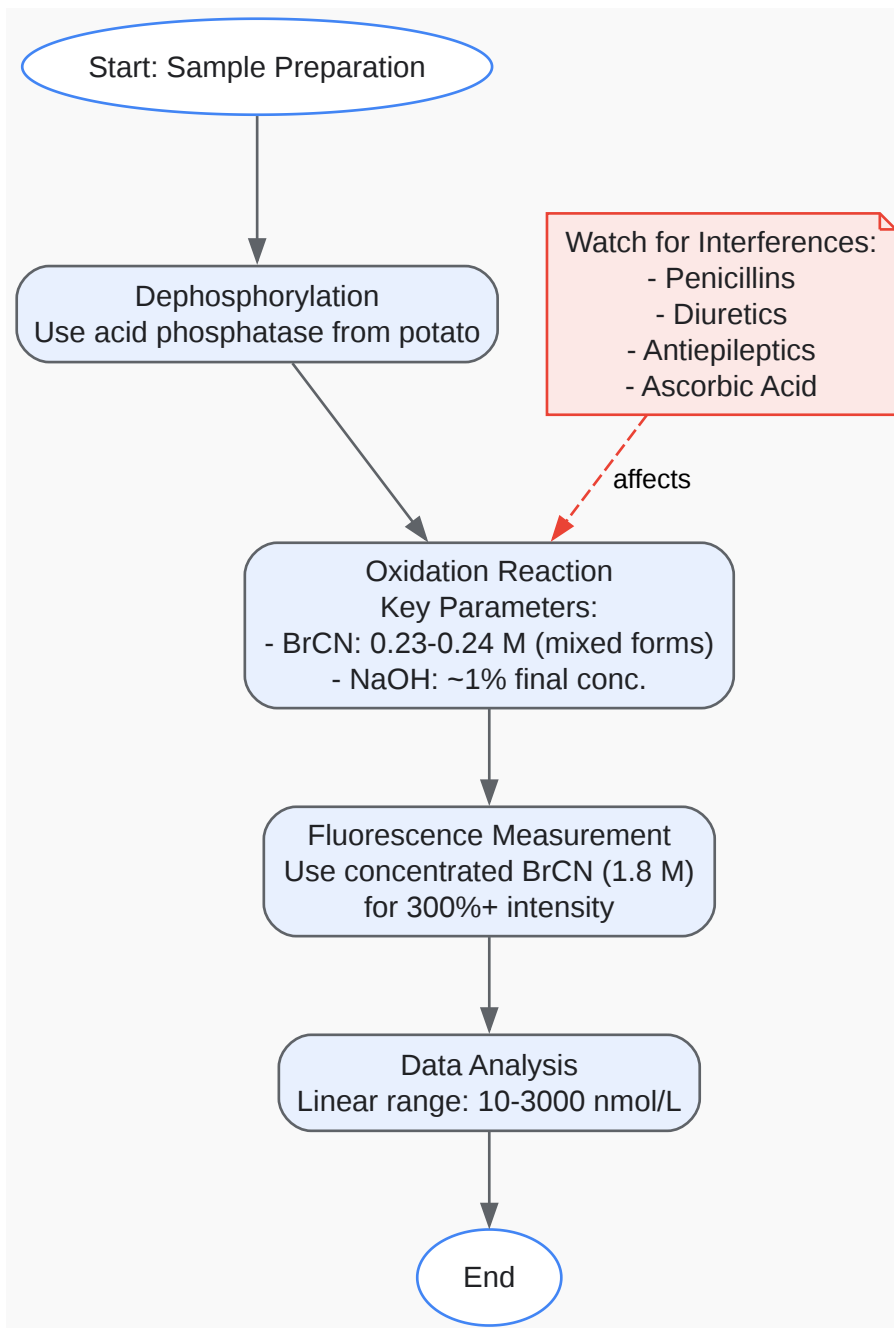 Start: Sample Preparation
Dephosphorylation
Use acid phosphatase from potato
Watch for Interferences:
- Penicillins
- Diuretics
- Antiepileptics
- Ascorbic Acid
affects
Oxidation Reaction
Key Parameters:
- BrCN: 0.23-0.24 M (mixed forms)
- NaOH: ~1% final conc.
Fluorescence Measurement
Use concentrated BrCN (1.8 M)
for 300%+ intensity
Data Analysis
Linear range: 10-3000 nmol/L
End